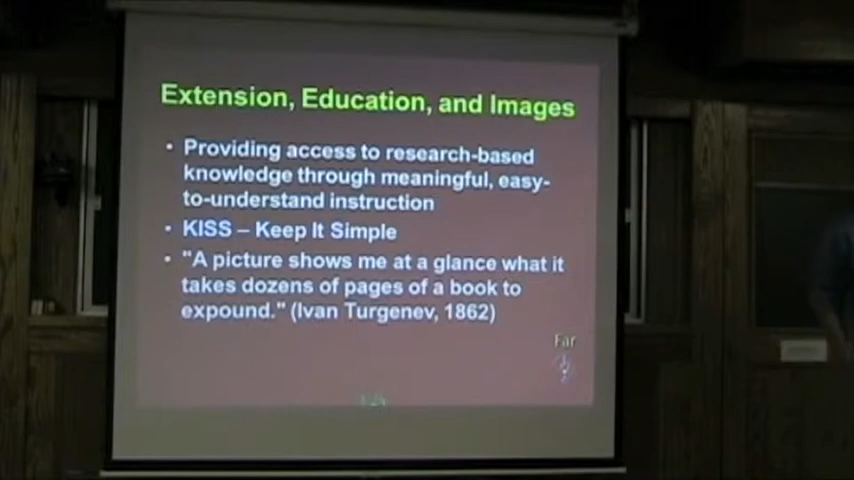 Extension, Education, and Images
• Providing access to research-based
knowledge through meaningful, easy-
to-understand instruction
• KISS – Keep It Simple
• "A picture shows me at a glance what it
takes dozens of pages of a book to
expound." (Ivan Turgenev, 1862)
Far